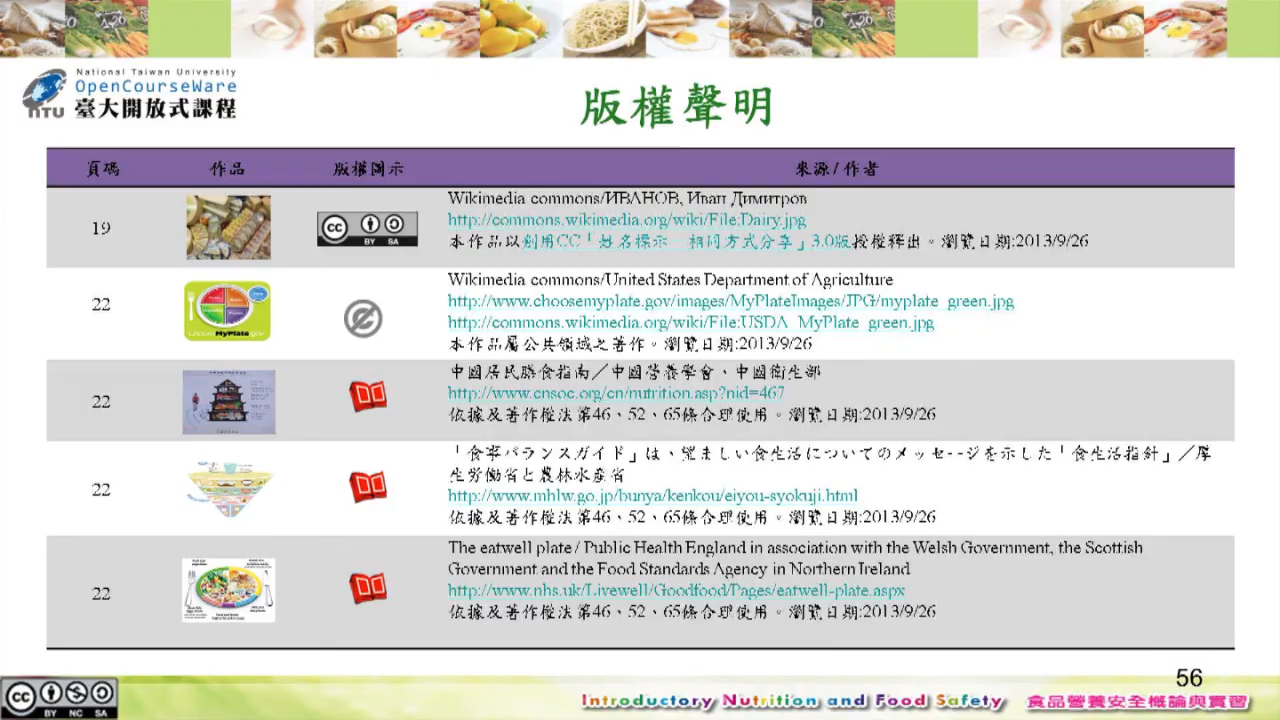 National Taiwan University
OpenCourseWare
臺大開放式課程
NTU
版權聲明
頁碼 作品 版權圖示 來源/作者
19
cc BY SA
Wikimedia commons/ИВАНОВ, Иван Димитров
http://commons.wikimedia.org/wiki/File:Dairy.jpg
本作品以創用CC「姓名標示 相同方式分享」3.0版授權釋出。瀏覽日期:2013/9/26
22
Choose MyPlate.gov
Wikimedia commons/United States Department of Agriculture
http://www.choosemyplate.gov/images/MyPlateImages/JPG/myplate_green.jpg
http://commons.wikimedia.org/wiki/File:USDA_MyPlate_green.jpg
本作品屬公共領域之著作。瀏覽日期:2013/9/26
22
中國居民膳食指南／中國營養學會、中國衛生部
http://www.cnsoc.org/cn/nutrition.asp?nid=467
依據及著作權法第46、52、65條合理使用。瀏覽日期:2013/9/26
22
「食事バランスガイド」は、望ましい食生活についてのメッセージを示した「食生活指針」／厚
生労働省と農林水産省
http://www.mhlw.go.jp/bunya/kenkou/eiyou-syokuji.html
依據及著作權法第46、52、65條合理使用。瀏覽日期:2013/9/26
22
The eatwell plate / Public Health England in association with the Welsh Government, the Scottish
Government and the Food Standards Agency in Northern Ireland
http://www.nhs.uk/Livewell/Goodfood/Pages/eatwell-plate.aspx
依據及著作權法第46、52、65條合理使用。瀏覽日期:2013/9/26
56
cc BY NC SA
Introductory Nutrition and Food Safety 食品營養安全概論與實習